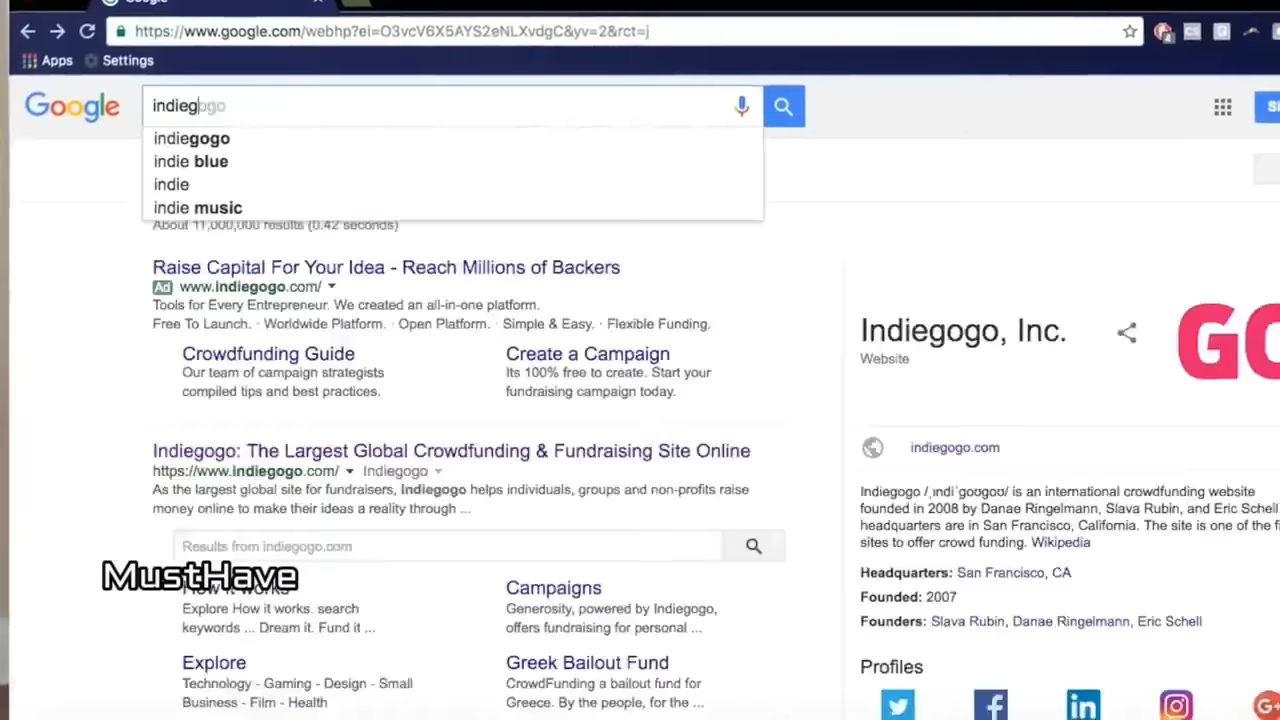 Google
https://www.google.com/webhp?ei=O3vcV6X5AYS2eNLXvdgC&yv=2&rct=j
Apps Settings
Google indiegogo
indiegogo
indie blue
indie
indie music
About 11,000,000 results (0.42 seconds)
Raise Capital For Your Idea - Reach Millions of Backers
Ad www.indiegogo.com/
Tools for Every Entrepreneur. We created an all-in-one platform.
Free To Launch. · Worldwide Platform. · Open Platform. · Simple & Easy. · Flexible Funding.
Crowdfunding Guide
Our team of campaign strategists
compiled tips and best practices.
Create a Campaign
Its 100% free to create. Start your
fundraising campaign today.
Indiegogo: The Largest Global Crowdfunding & Fundraising Site Online
https://www.indiegogo.com/ Indiegogo
As the largest global site for fundraisers, Indiegogo helps individuals, groups and non-profits raise
money online to make their ideas a reality through ...
Results from indiegogo.com
MustHave
How it works
Explore How it works. search
keywords ... Dream it. Fund it ...
Campaigns
Generosity, powered by Indiegogo,
offers fundraising for personal ...
Explore
Technology - Gaming - Design - Small
Business - Film - Health
Greek Bailout Fund
CrowdFunding a bailout fund for
Greece. By the people, for the ...
Indiegogo, Inc.
Website
GO
indiegogo.com
Indiegogo /ˌɪndiˈɡoʊɡoʊ/ is an international crowdfunding website
founded in 2008 by Danae Ringelmann, Slava Rubin, and Eric Schell
headquarters are in San Francisco, California. The site is one of the fi
sites to offer crowd funding. Wikipedia
Headquarters: San Francisco, CA
Founded: 2007
Founders: Slava Rubin, Danae Ringelmann, Eric Schell
Profiles